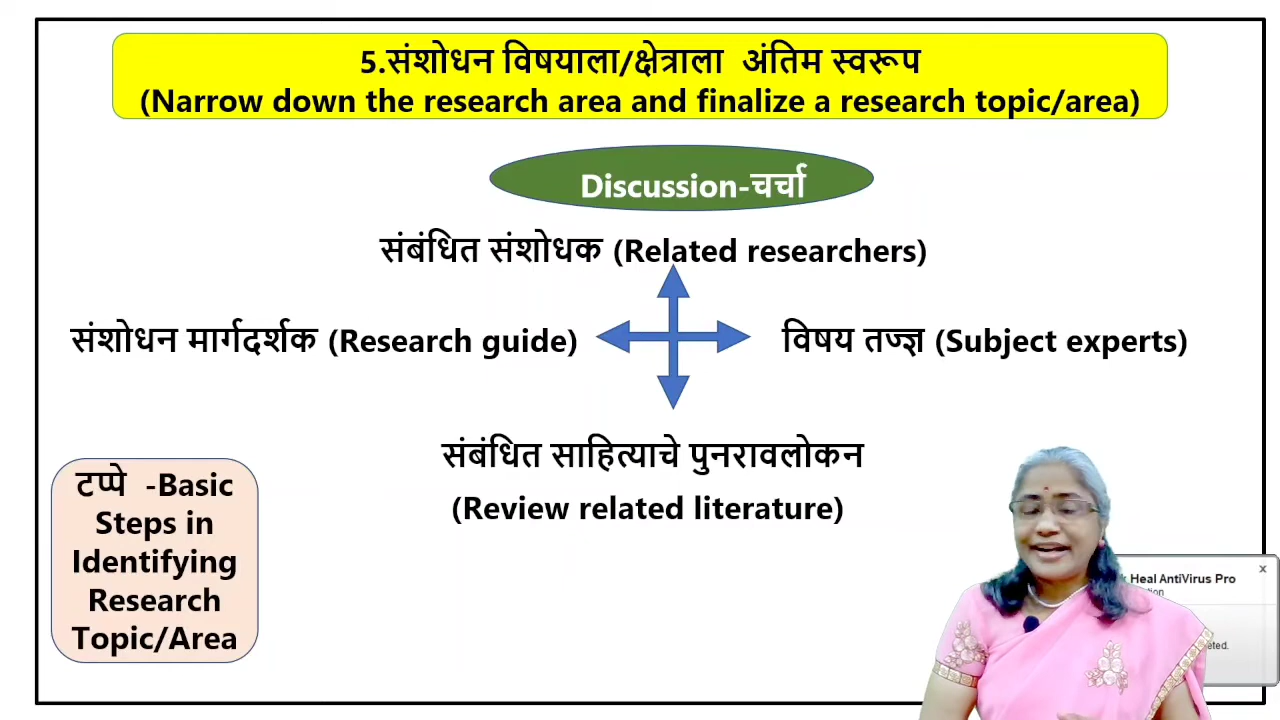 5.संशोधन विषयाला/क्षेत्राला अंतिम स्वरूप
(Narrow down the research area and finalize a research topic/area)
Discussion-चर्चा
संबंधित संशोधक (Related researchers)
संशोधन मार्गदर्शक (Research guide)
विषय तज्ज्ञ (Subject experts)
संबंधित साहित्याचे पुनरावलोकन
(Review related literature)
टप्पे -Basic
Steps in
Identifying
Research
Topic/Area
Heal AntiVirus Pro